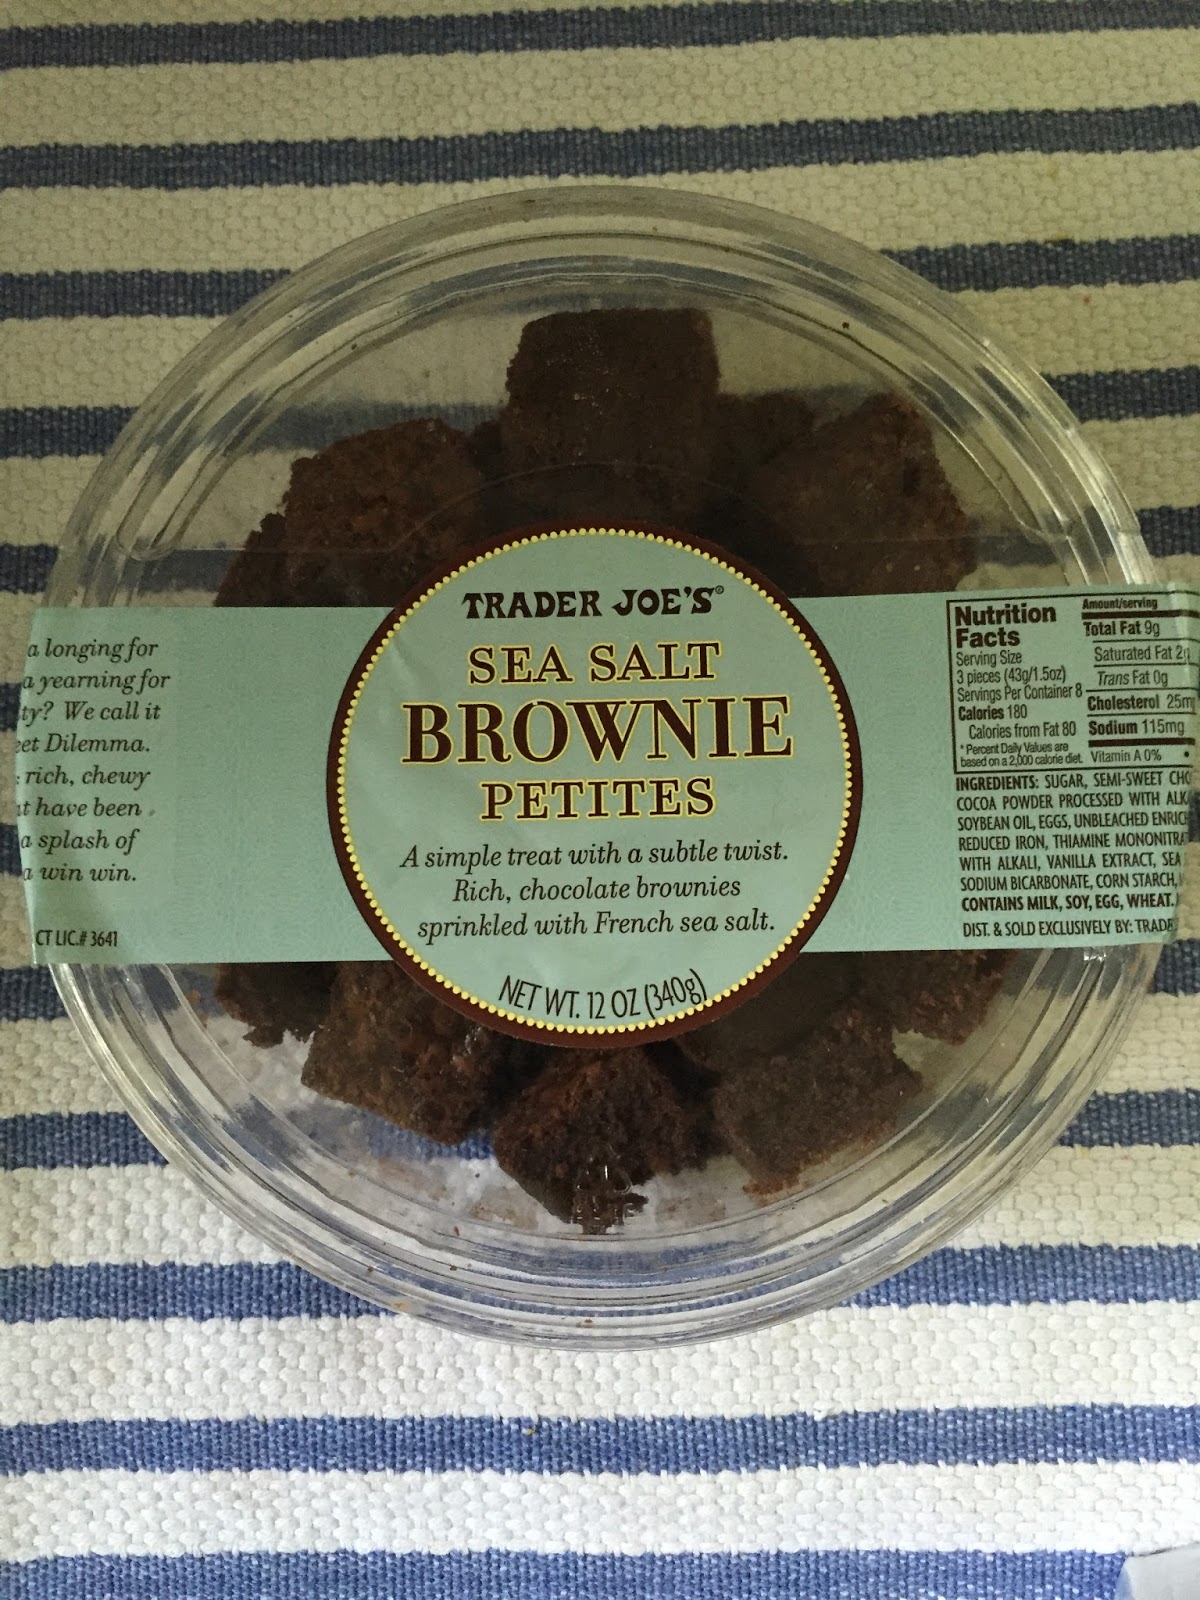 a longing for
a yearning for
ty? We call it
eet Dilemma.
rich, chewy
at have been
a splash of
a win win.
CT LIC.# 3641
TRADER JOE'S®
SEA SALT
BROWNIE
PETITES
A simple treat with a subtle twist.
Rich, chocolate brownies
sprinkled with French sea salt.
NET WT. 12 OZ (340g)
Nutrition
Facts
Serving Size
3 pieces (43g/1.5oz)
Servings Per Container 8
Calories 180
Calories from Fat 80
*Percent Daily Values are
based on a 2,000 calorie diet.
Amount/serving
Total Fat 9g
Saturated Fat 2g
Trans Fat 0g
Cholesterol 25m
Sodium 115mg
Vitamin A 0% •
INGREDIENTS: SUGAR, SEMI-SWEET CHO
COCOA POWDER PROCESSED WITH ALK
SOYBEAN OIL, EGGS, UNBLEACHED ENRICH
REDUCED IRON, THIAMINE MONONITRA
WITH ALKALI, VANILLA EXTRACT, SEA
SODIUM BICARBONATE, CORN STARCH,
CONTAINS MILK, SOY, EGG, WHEAT.
DIST. & SOLD EXCLUSIVELY BY: TRADE